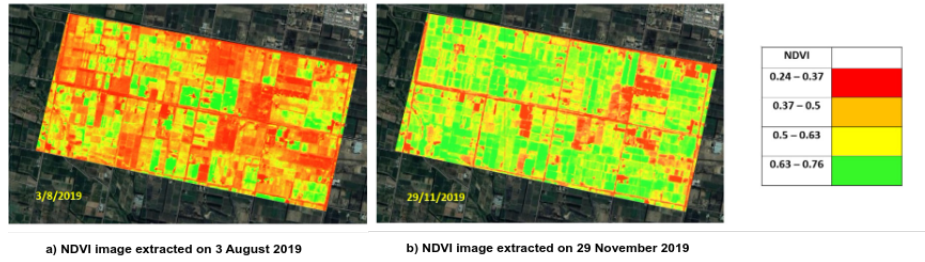 3/8/2019
29/11/2019
NDVI
0.24 – 0.37
0.37 - 0.5
0.5 - 0.63
0.63 – 0.76
a) NDVI image extracted on 3 August 2019
b) NDVI image extracted on 29 November 2019